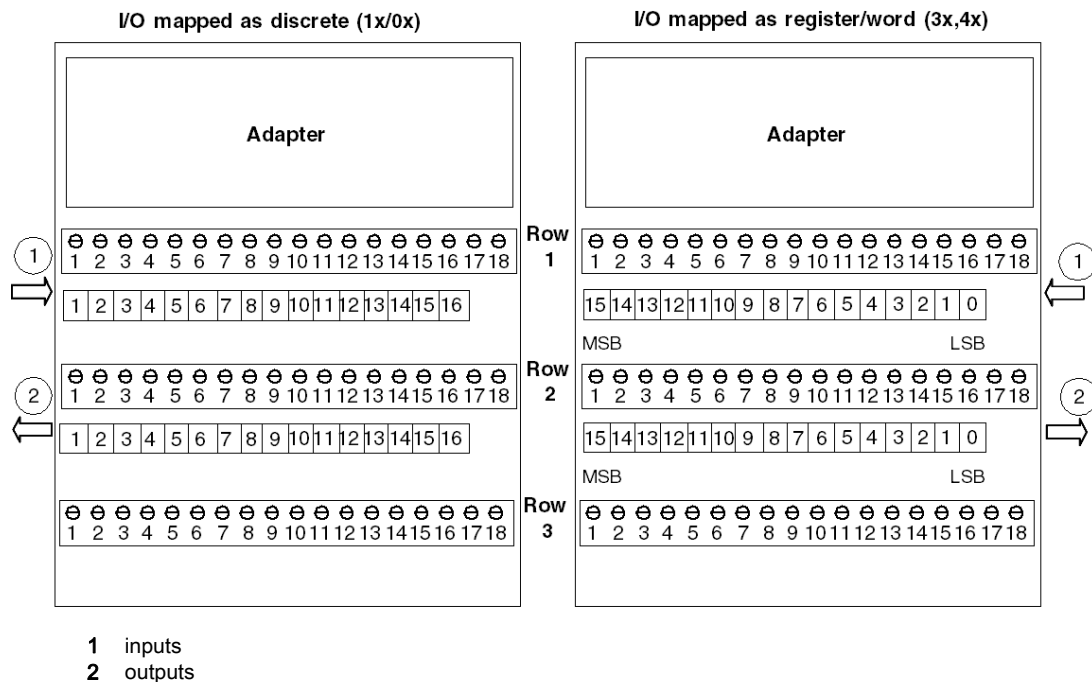 I/O mapped as discrete (1x/0x)
Adapter
1 2 3 4 5 6 7 8 9 10 11 12 13 14 15 16 17 18
1
1 2 3 4 5 6 7 8 9 10 11 12 13 14 15 16
1 2 3 4 5 6 7 8 9 10 11 12 13 14 15 16 17 18
2
1 2 3 4 5 6 7 8 9 10 11 12 13 14 15 16
1 2 3 4 5 6 7 8 9 10 11 12 13 14 15 16 17 18
Row
1
Row
2
Row
3
I/O mapped as register/word (3x,4x)
Adapter
1 2 3 4 5 6 7 8 9 10 11 12 13 14 15 16 17 18
1
15 14 13 12 11 10 9 8 7 6 5 4 3 2 1 0
MSB LSB
1 2 3 4 5 6 7 8 9 10 11 12 13 14 15 16 17 18
2
15 14 13 12 11 10 9 8 7 6 5 4 3 2 1 0
MSB LSB
1 2 3 4 5 6 7 8 9 10 11 12 13 14 15 16 17 18
1 inputs
2 outputs